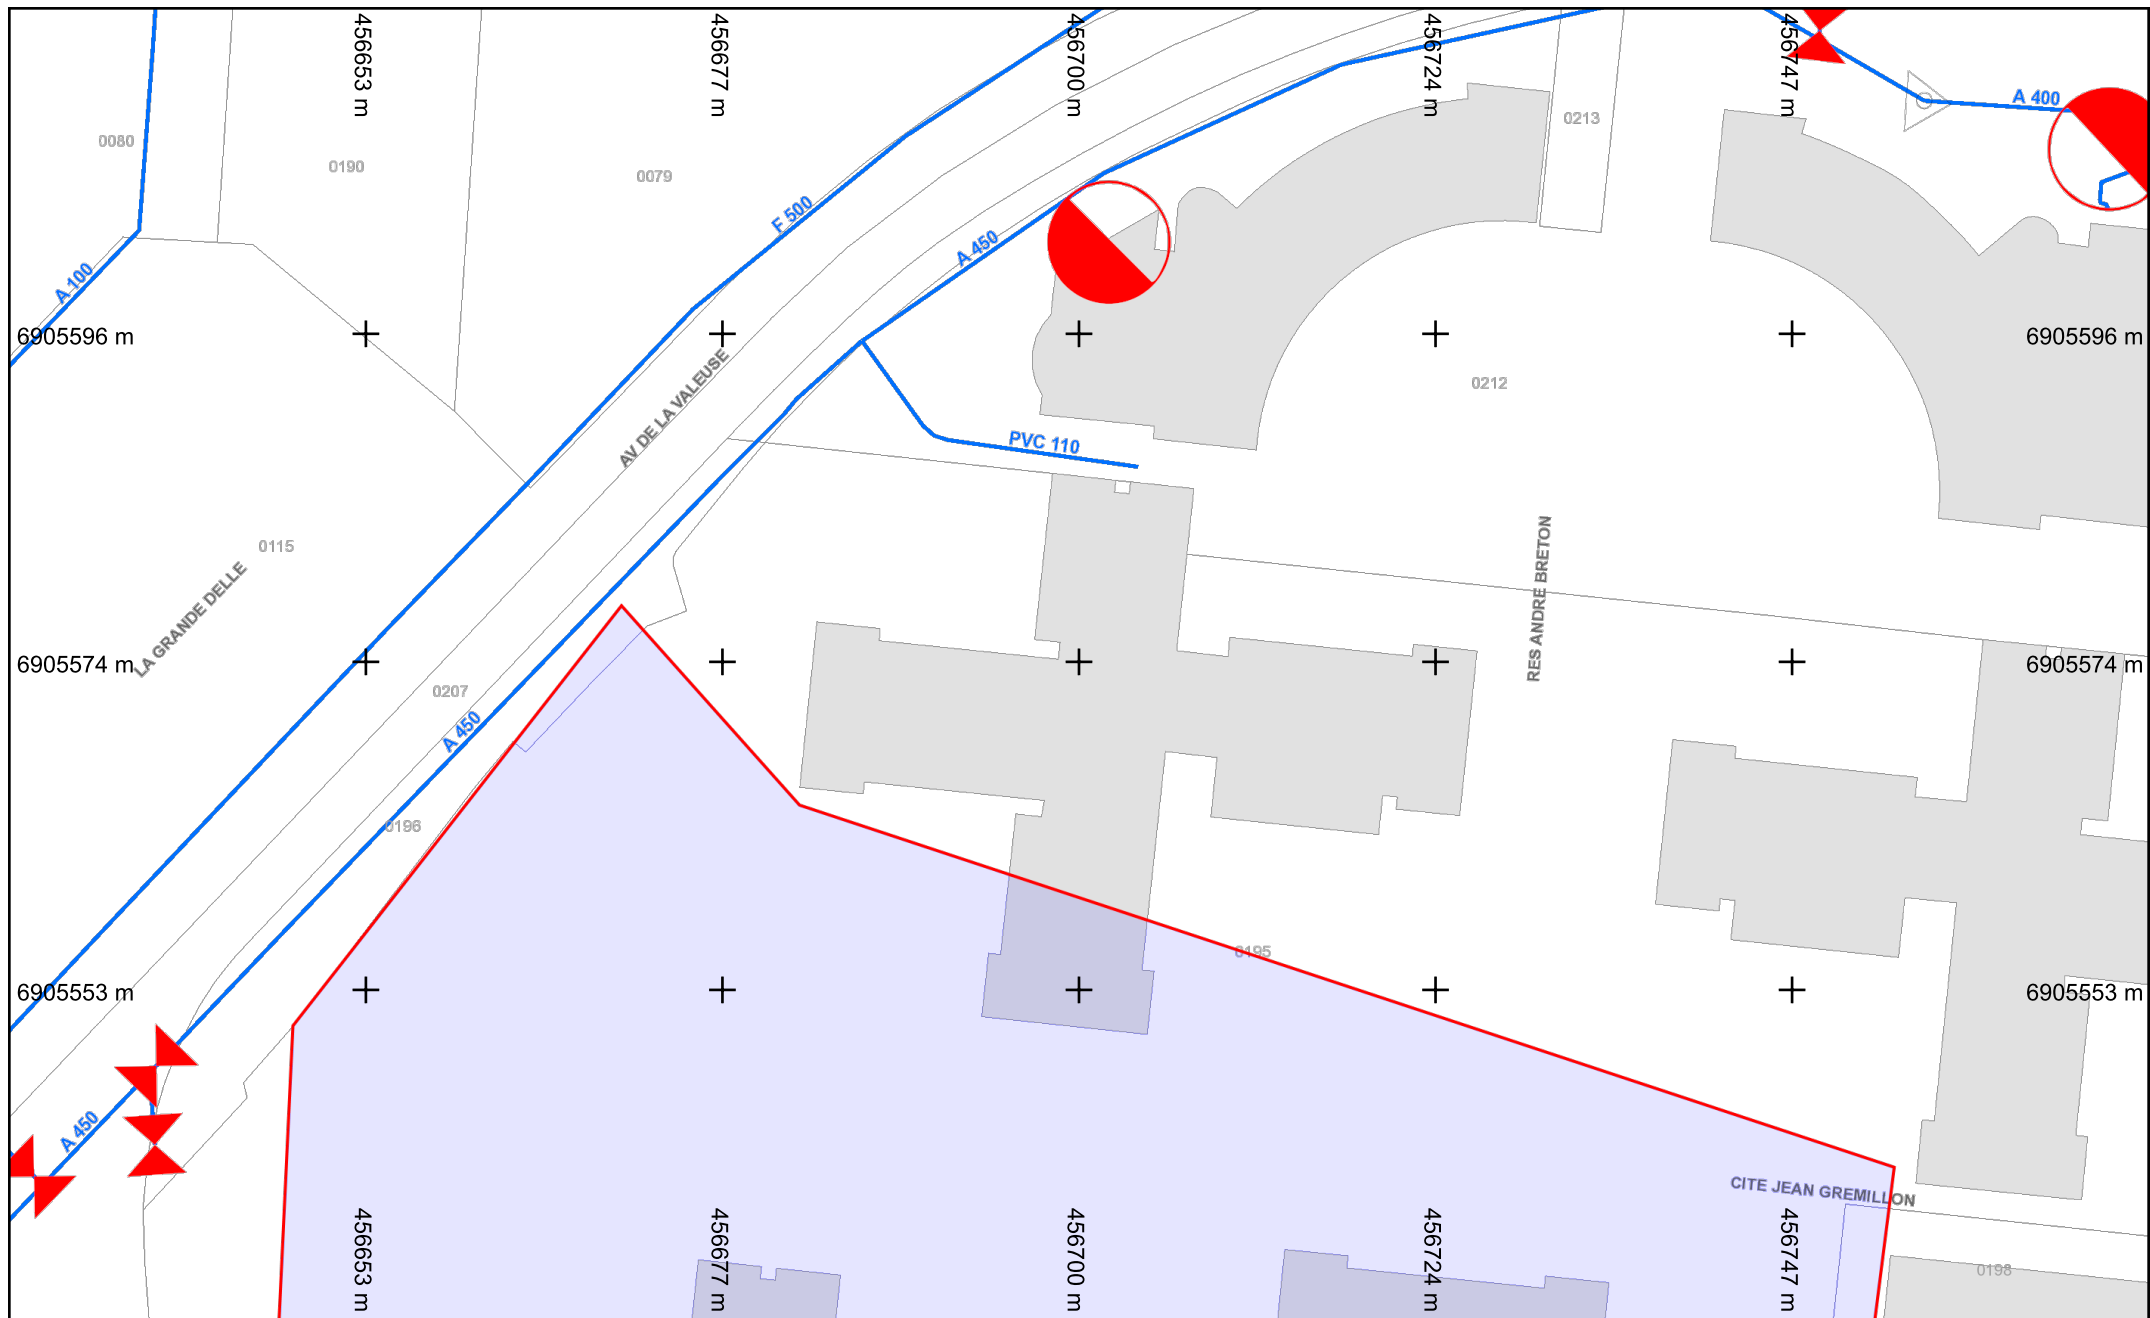 456653 m
456677 m
456700 m
456724 m
456747 m
A 400
0213
0080
0190
0079
F 500
A 450
A 100
6905596 m
6905596 m
AV DE LA VALEUSE
0212
PVC 110
0115
LA GRANDE DELLE
RES ANDRE BRETON
6905574 m
6905574 m
0207
A 450
0196
0195
6905553 m
6905553 m
A 450
CITE JEAN GREMILLON
0198
456653 m
456677 m
456700 m
456724 m
456747 m